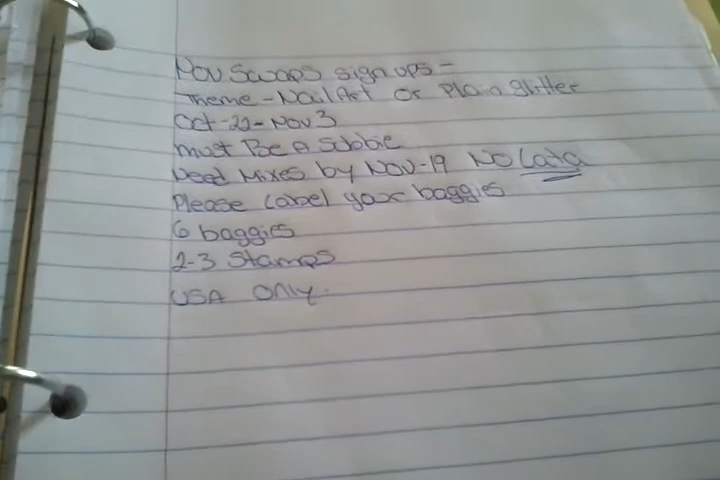 Nov Swaps sign ups -
Theme - Nail Art or Plain glitter
Oct-22-Nov 3
must Be a Subbie
Need Mixes by Nov-19 No Lata
Please Label your baggies
6 baggies
2-3 Stamps
USA Only.